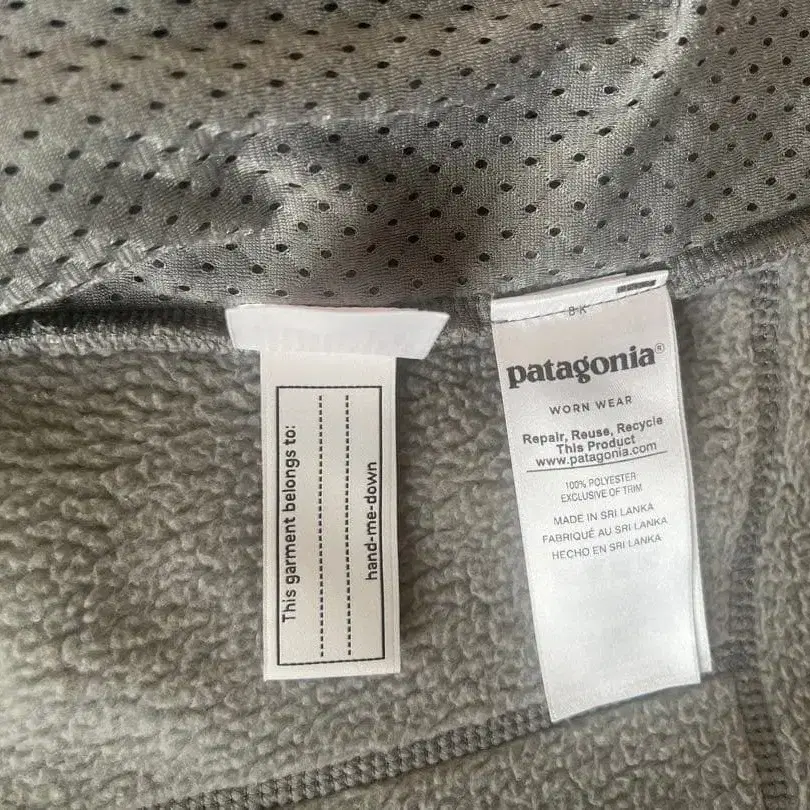 This garment belongs to:
hand-me-down
B-K
patagonia®
WORN WEAR
Repair, Reuse, Recycle
This Product
www.patagonia.com
100% POLYESTER
EXCLUSIVE OF TRIM
MADE IN SRI LANKA
FABRIQUÉ AU SRI LANKA
HECHO EN SRI LANKA